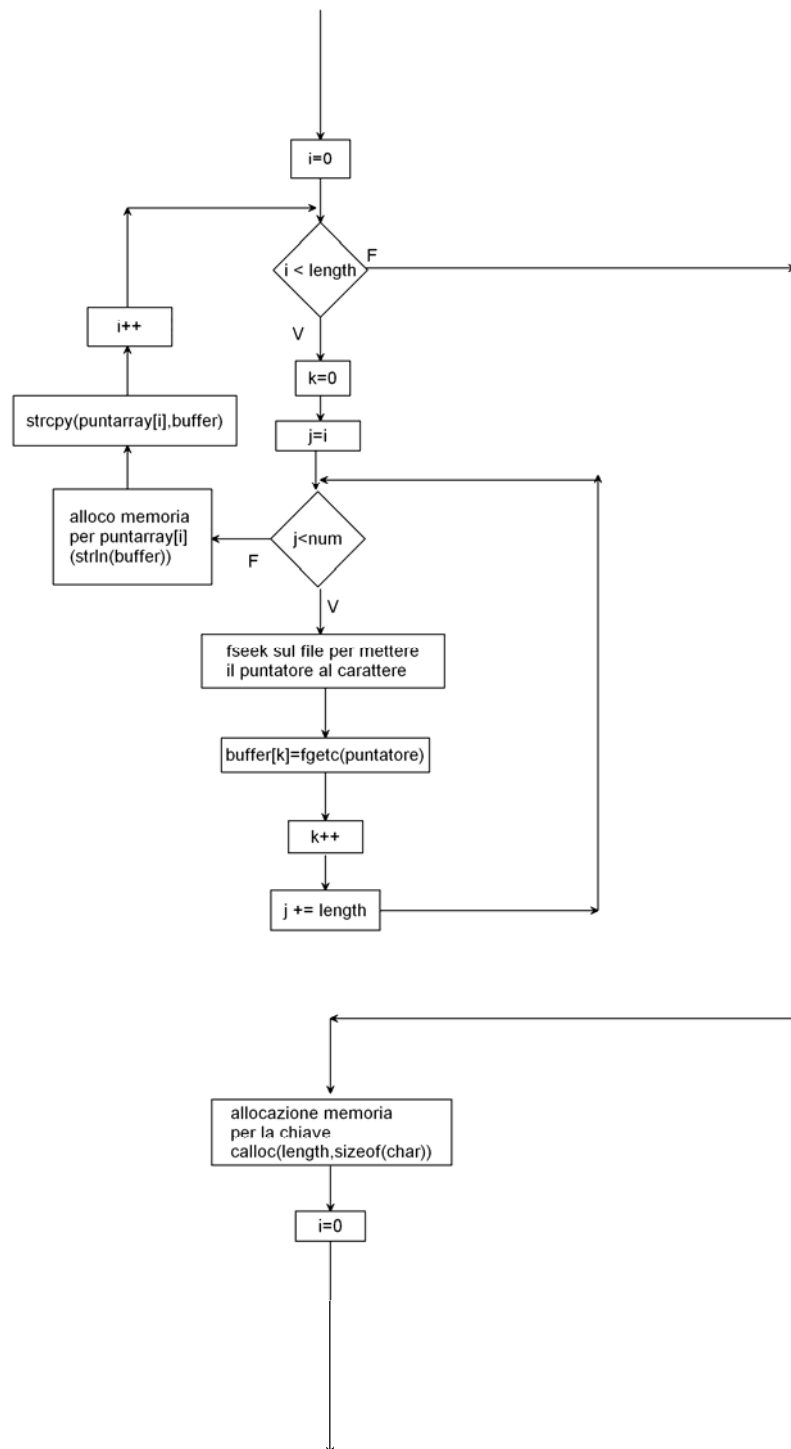 i=0
i < length
F
V
i++
k=0
strcpy(puntarray[i],buffer)
j=i
alloco memoria
per puntarray[i]
(strln(buffer))
j<num
F
V
fseek sul file per mettere
il puntatore al carattere
buffer[k]=fgetc(puntatore)
k++
j += length
allocazione memoria
per la chiave
calloc(length,sizeof(char))
i=0